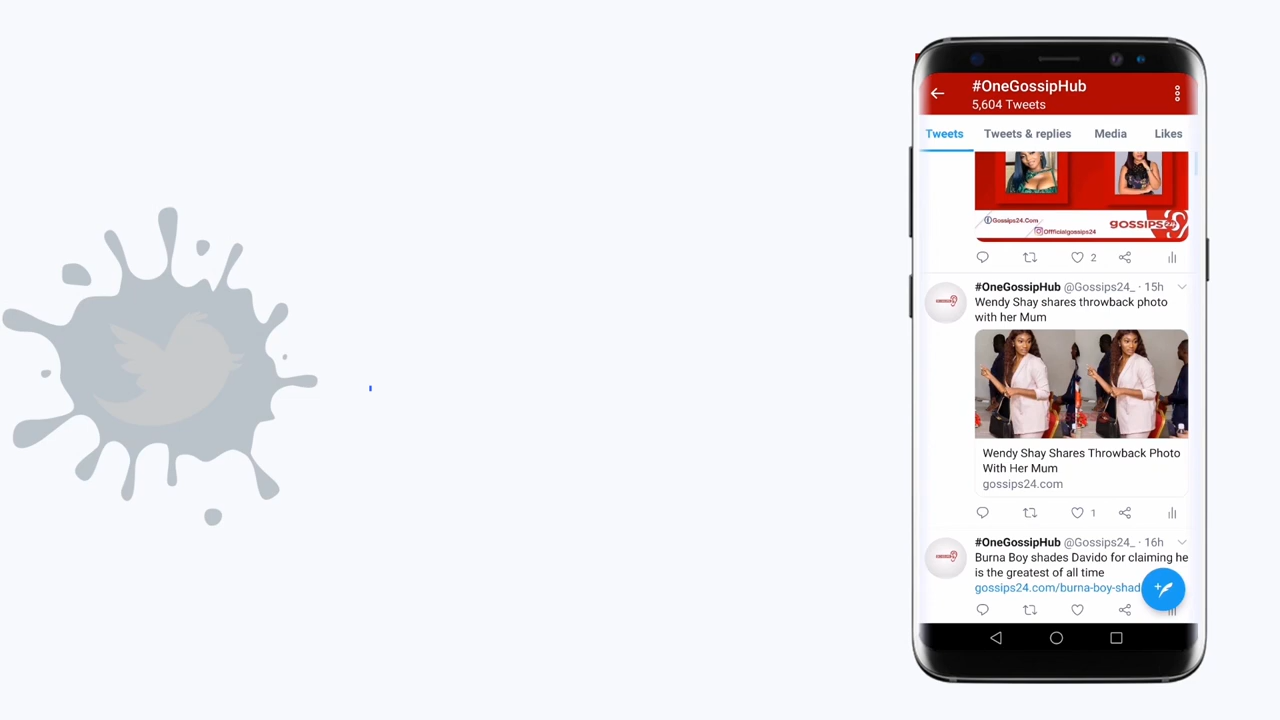 #OneGossipHub
5,604 Tweets
Tweets Tweets & replies Media Likes
Gossips24.Com
Offficialgossips24
gossips24
2
#OneGossipHub @Gossips24_ · 15h
Wendy Shay shares throwback photo
with her Mum
Wendy Shay Shares Throwback Photo
With Her Mum
gossips24.com
1
#OneGossipHub @Gossips24_ · 16h
Burna Boy shades Davido for claiming he
is the greatest of all time
gossips24.com/burna-boy-shad